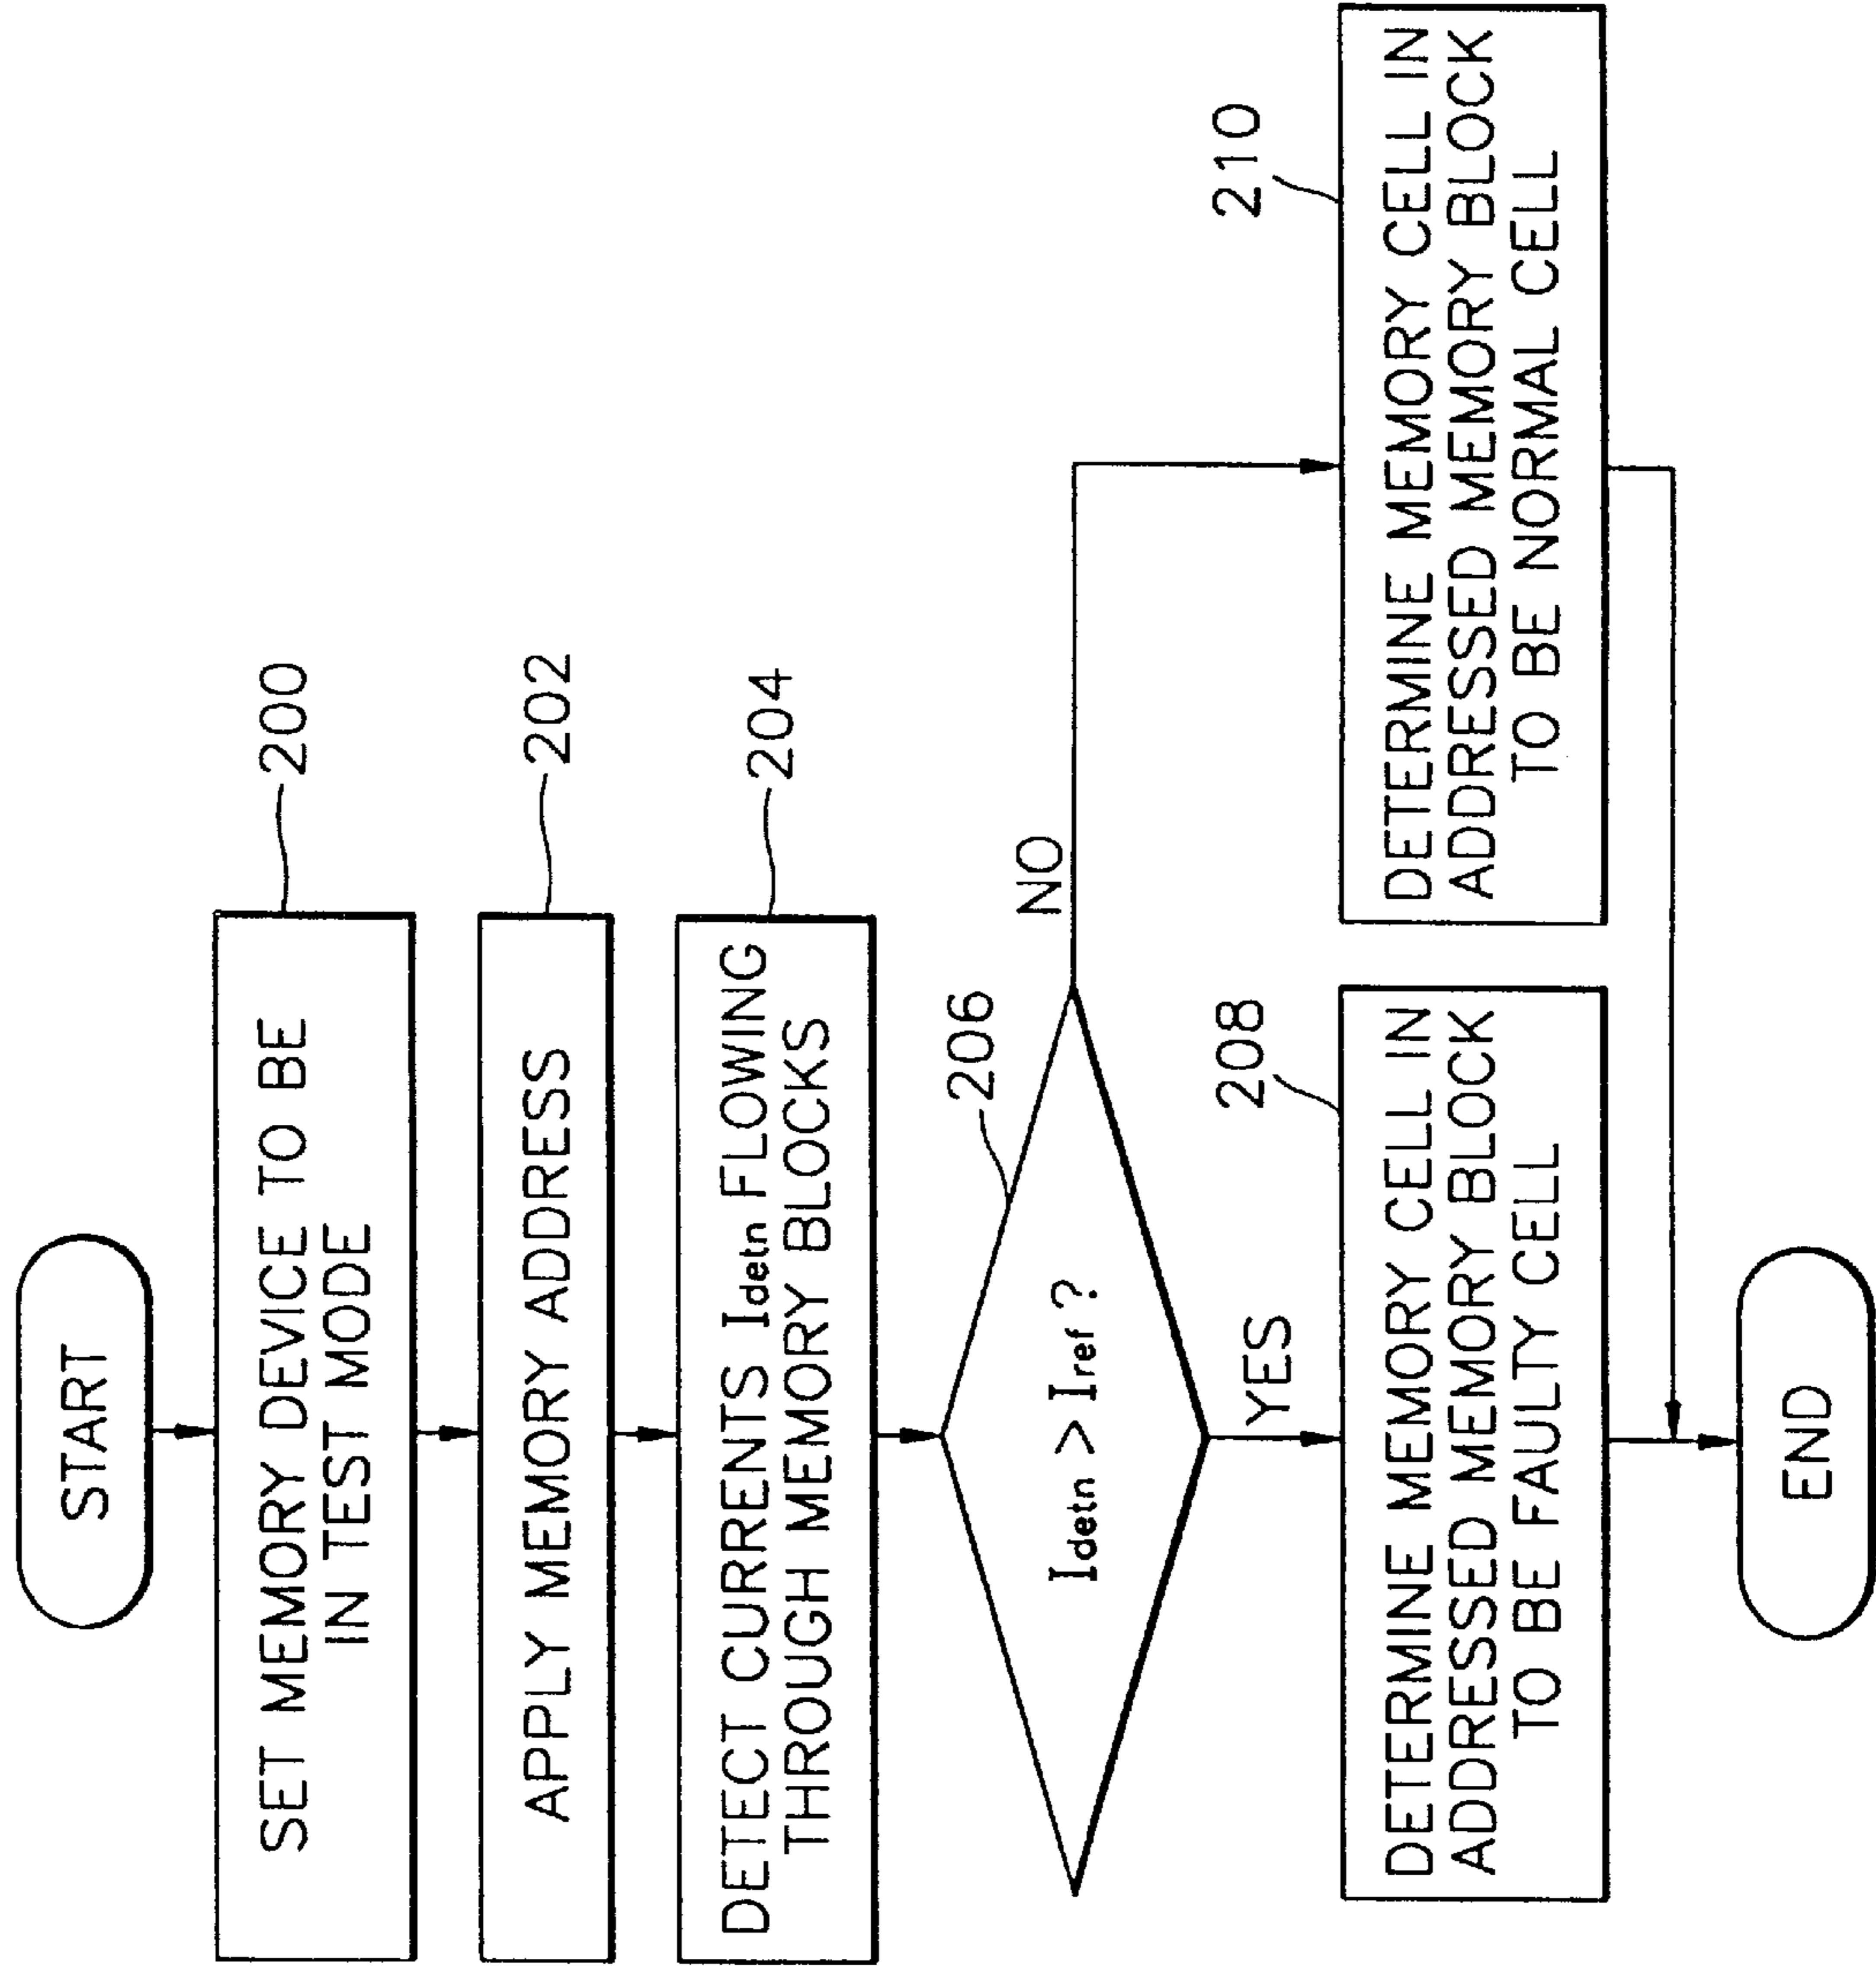 START
200
SET MEMORY DEVICE TO BE
IN TEST MODE
202
APPLY MEMORY ADDRESS
204
DETECT CURRENTS Idetn FLOWING
THROUGH MEMORY BLOCKS
206
Idetn > Iref ?
NO
YES
208
DETERMINE MEMORY CELL IN
ADDRESSED MEMORY BLOCK
TO BE FAULTY CELL
210
DETERMINE MEMORY CELL IN
ADDRESSED MEMORY BLOCK
TO BE NORMAL CELL
END